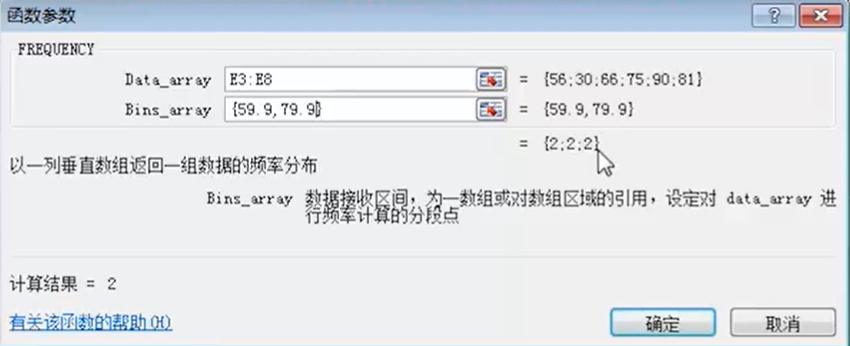 函数参数
FREQUENCY
Data_array E3:E8 = {56;30;66;75;90;81}
Bins_array {59.9,79.9} = {59.9,79.9}
= {2;2;2}
以一列垂直数组返回一组数据的频率分布
Bins_array 数据接收区间，为一数组或对数组区域的引用，设定对 data_array 进
行频率计算的分段点
计算结果 = 2
有关该函数的帮助(H)
确定 取消